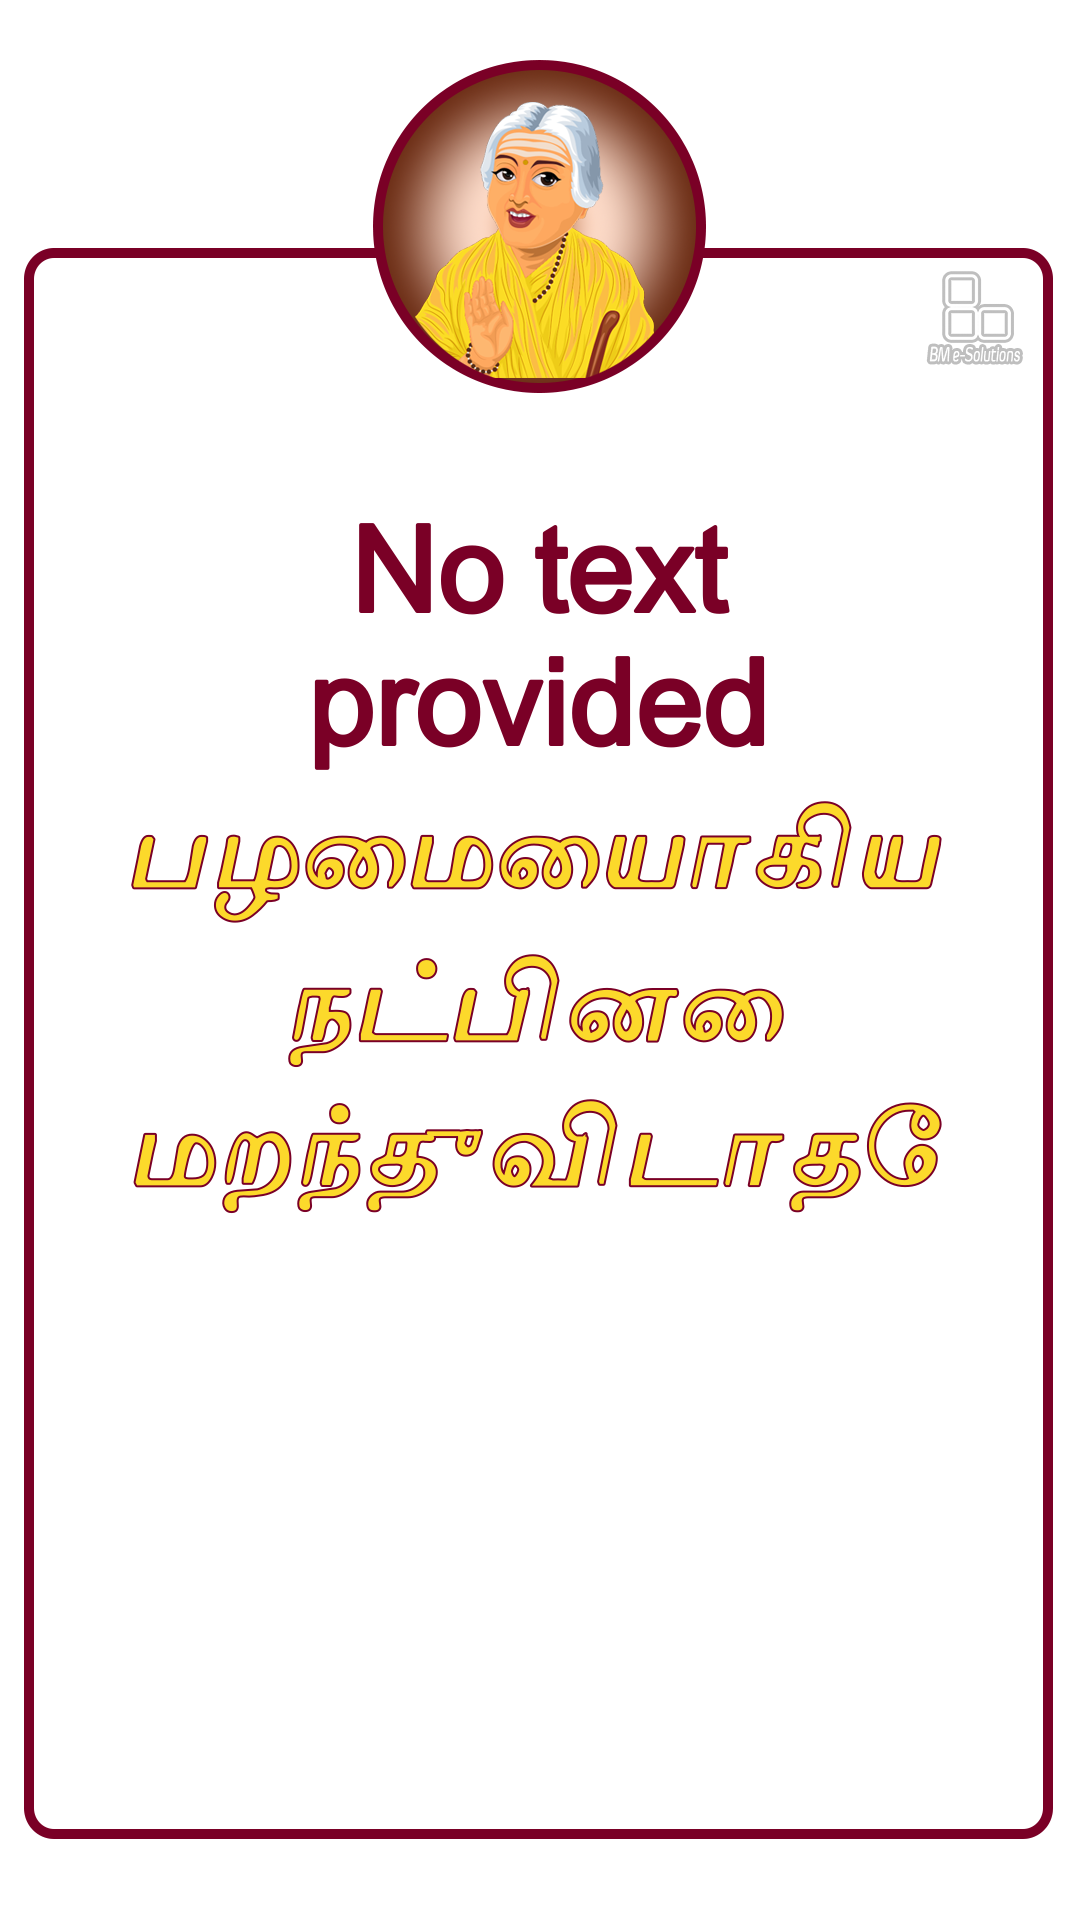 BM e-Solutions
No text
provided
பழமையாகிய
நட்பினை
மறந்துவிடாதே